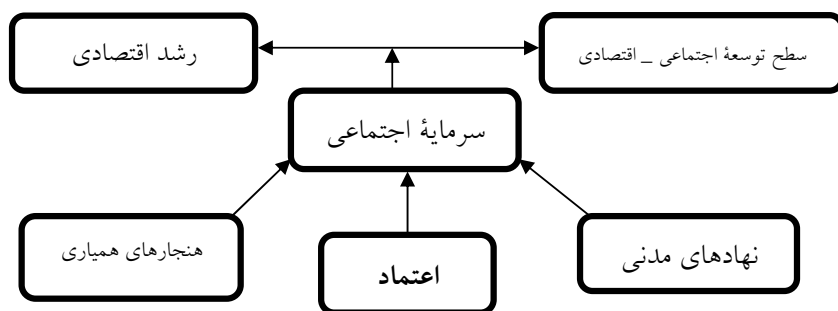 سطح توسعهٔ اجتماعی _ اقتصادی
رشد اقتصادی
سرمایهٔ اجتماعی
نهادهای مدنی
اعتماد
هنجارهای همیاری